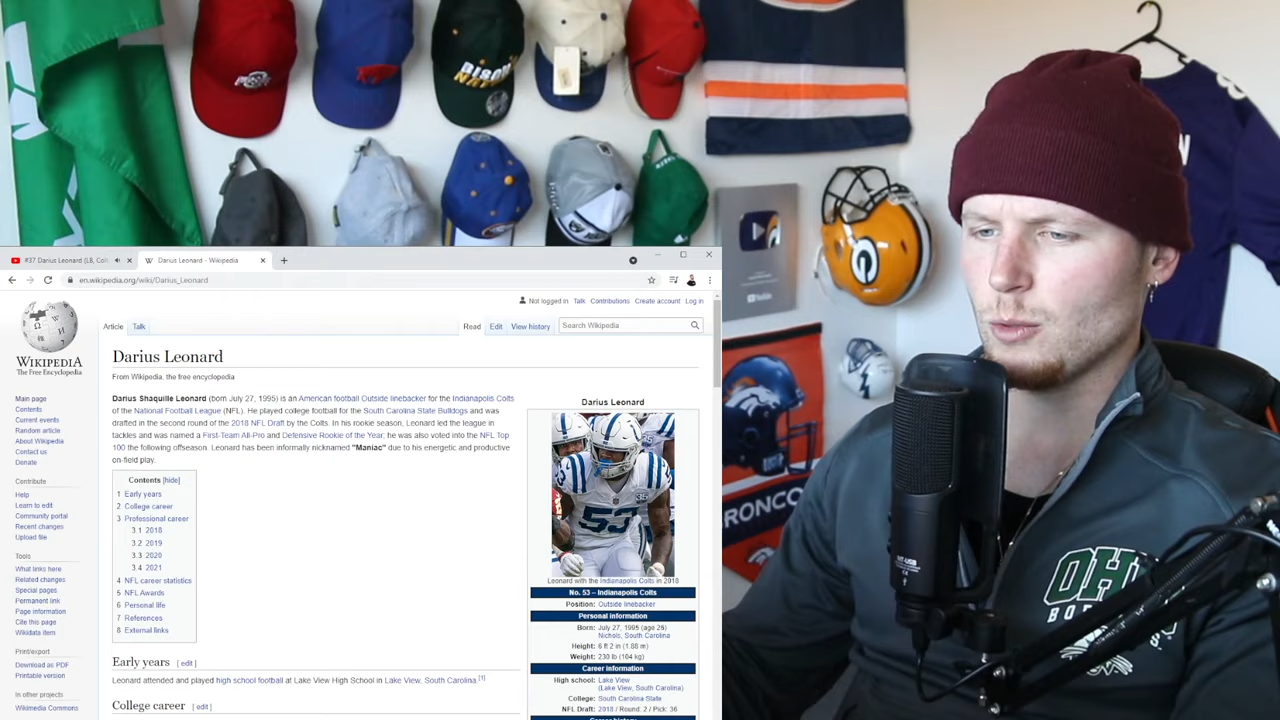 BISON
NATION
YouTube
BRONCO
OH
NT-USB
#37 Darius Leonard (LB, Colt
Darius Leonard - Wikipedia
en.wikipedia.org/wiki/Darius_Leonard
Not logged in Talk Contributions Create account Log in
Article Talk Read Edit View history Search Wikipedia
WIKIPEDIA
The Free Encyclopedia
Main page
Contents
Current events
Random article
About Wikipedia
Contact us
Donate
Contribute
Help
Learn to edit
Community portal
Recent changes
Upload file
Tools
What links here
Related changes
Special pages
Permanent link
Page information
Cite this page
Wikidata item
Print/export
Download as PDF
Printable version
In other projects
Wikimedia Commons
Darius Leonard
From Wikipedia, the free encyclopedia
Darius Shaquille Leonard (born July 27, 1995) is an American football Outside linebacker for the Indianapolis Colts
of the National Football League (NFL). He played college football for the South Carolina State Bulldogs and was
drafted in the second round of the 2018 NFL Draft by the Colts. In his rookie season, Leonard led the league in
tackles and was named a First-Team All-Pro and Defensive Rookie of the Year; he was also voted into the NFL Top
100 the following offseason. Leonard has been informally nicknamed "Maniac" due to his energetic and productive
on-field play.
Contents [hide]
1 Early years
2 College career
3 Professional career
3.1 2018
3.2 2019
3.3 2020
3.4 2021
4 NFL career statistics
5 NFL Awards
6 Personal life
7 References
8 External links
Early years [ edit ]
Leonard attended and played high school football at Lake View High School in Lake View, South Carolina.[1]
College career [ edit ]
Darius Leonard
53
Leonard with the Indianapolis Colts in 2018
No. 53 – Indianapolis Colts
Position: Outside linebacker
Personal information
Born: July 27, 1995 (age 26)
Nichols, South Carolina
Height: 6 ft 2 in (1.88 m)
Weight: 230 lb (104 kg)
Career information
High school: Lake View
(Lake View, South Carolina)
College: South Carolina State
NFL Draft: 2018 / Round: 2 / Pick: 36
Career history